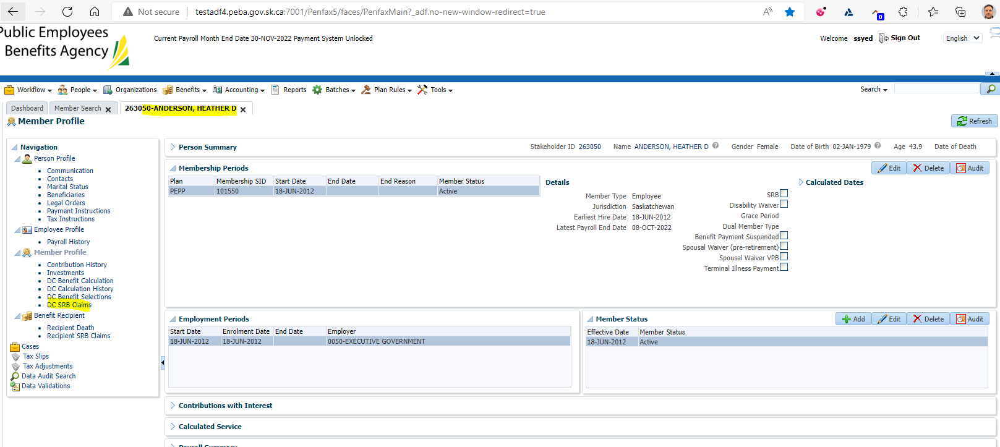 Not secure testadf4.peba.gov.sk.ca:7001/Penfax5/faces/PenfaxMain?_adf.no-new-window-redirect=true
0
Public Employees
Benefits Agency
Current Payroll Month End Date 30-NOV-2022 Payment System Unlocked
Welcome ssyed Sign Out English
Workflow People Organizations Benefits Accounting Reports Batches Plan Rules Tools Search
Dashboard Member Search 263050-ANDERSON, HEATHER D
Member Profile Refresh
Navigation
Person Profile
Communication
Contacts
Marital Status
Beneficiaries
Legal Orders
Payment Instructions
Tax Instructions
Employee Profile
Payroll History
Member Profile
Contribution History
Investments
DC Benefit Calculation
DC Calculation History
DC Benefit Selections
DC SRB Claims
Benefit Recipient
Recipient Death
Recipient SRB Claims
Cases
Tax Slips
Tax Adjustments
Data Audit Search
Data Validations
Person Summary Stakeholder ID 263050 Name ANDERSON, HEATHER D Gender Female Date of Birth 02-JAN-1979 Age 43.9 Date of Death
Membership Periods Edit Delete Audit
Plan Membership SID Start Date End Date End Reason Member Status
PEPP 101550 18-JUN-2012 Active
Details
Member Type Employee
Jurisdiction Saskatchewan
Earliest Hire Date 18-JUN-2012
Latest Payroll End Date 08-OCT-2022
SRB
Disability Waiver
Grace Period
Dual Member Type
Benefit Payment Suspended
Spousal Waiver (pre-retirement)
Spousal Waiver VPB
Terminal Illness Payment
Calculated Dates
Employment Periods
Start Date Enrolment Date End Date Employer
18-JUN-2012 18-JUN-2012 0050-EXECUTIVE GOVERNMENT
Member Status Add Edit Delete Audit
Effective Date Member Status
18-JUN-2012 Active
Contributions with Interest
Calculated Service
Payroll Summary